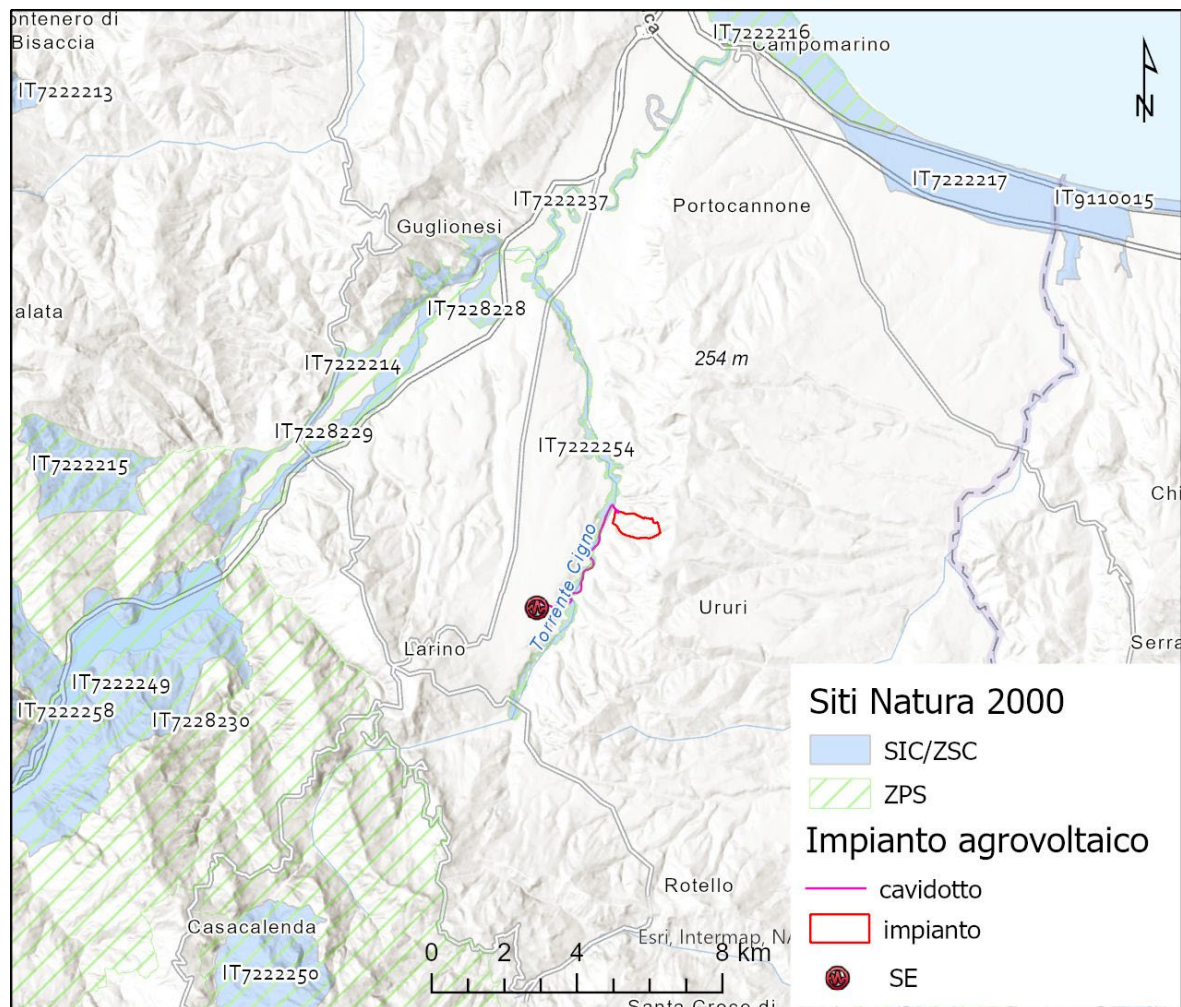 ontenero di
Bisaccia
ca
IT7222216
Campomarino
IT7222213
N
IT7222217
IT9110015
IT7222237
Portocannone
Guglionesi
alata
IT7228228
IT7222214
254 m
IT7228229
IT7222254
IT7222215
Chi
Torrente Cigno
Ururi
Larino
Serra
IT7222249
IT7222258
IT7228230
Siti Natura 2000
SIC/ZSC
ZPS
Impianto agrovoltaico
cavidotto
impianto
SE
Rotello
Casacalenda
Esri, Intermap, NA
0 2 4 8 km
IT7222250
Santa Croce di